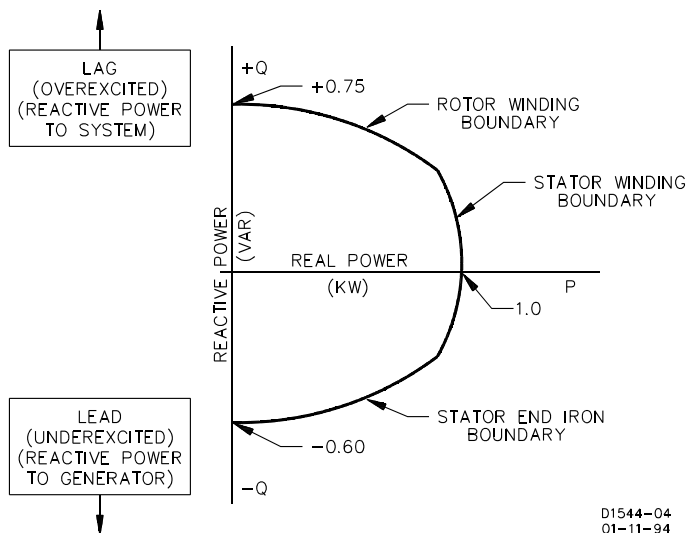 LAG
(OVEREXCITED)
(REACTIVE POWER
TO SYSTEM)
+Q
+0.75
ROTOR WINDING
BOUNDARY
STATOR WINDING
BOUNDARY
REACTIVE POWER
(VAR)
REAL POWER
(KW)
P
1.0
LEAD
(UNDEREXCITED)
(REACTIVE POWER
TO GENERATOR)
STATOR END IRON
BOUNDARY
-0.60
-Q
D1544-04
01-11-94